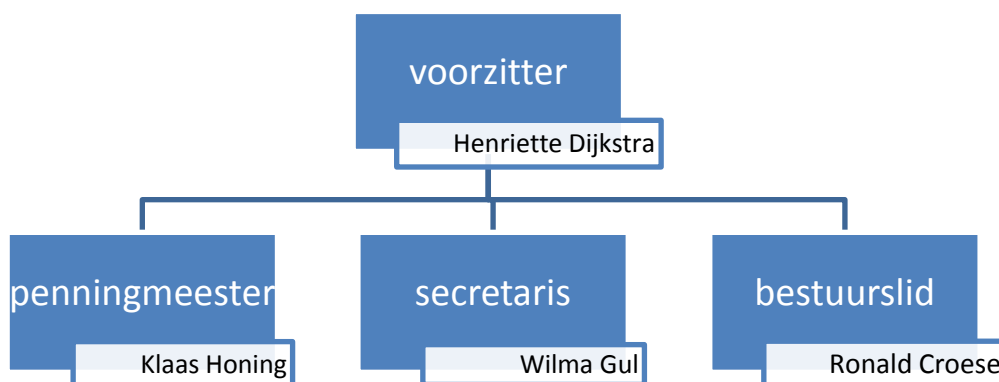 voorzitter
Henriette Dijkstra
penningmeester
Klaas Honing
secretaris
Wilma Gul
bestuurslid
Ronald Croese